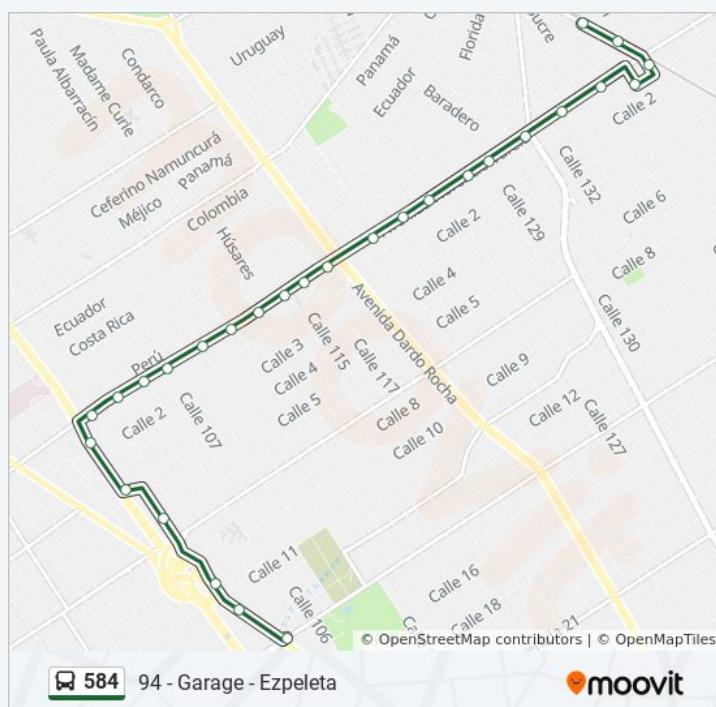 Sucre
Florida
Uruguay
Panamá
Condarco
Madame Curie
Paula Albarracín
Ecuador
Baradero
Calle 2
Ceferino Namuncurá
Panamá
Calle 132
Méjico
Colombia
Calle 6
Calle 129
Calle 2
Húsares
Calle 8
Calle 4
Ecuador
Costa Rica
Avenida Dardo Rocha
Calle 5
Calle 130
Calle 115
Calle 3
Perú
Calle 117
Calle 4
Calle 9
Calle 2
Calle 107
Calle 5
Calle 8
Calle 12
Calle 127
Calle 10
Calle 11
Calle 16
Calle 106
Calle 18
21
© OpenStreetMap contributors | © OpenMapTiles
584 94 - Garage - Ezpeleta
moovit